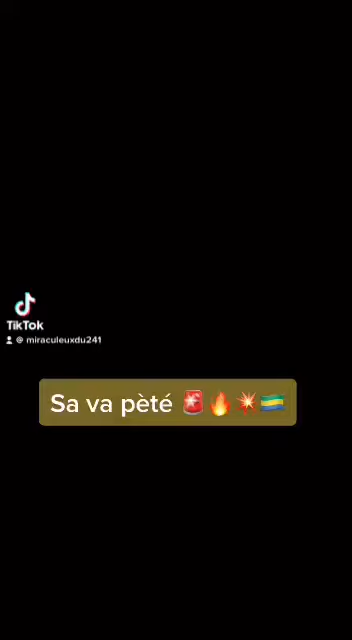 TikTok
@ miraculeuxdu241
Sa va pèté 🚨🔥💥🇬🇦